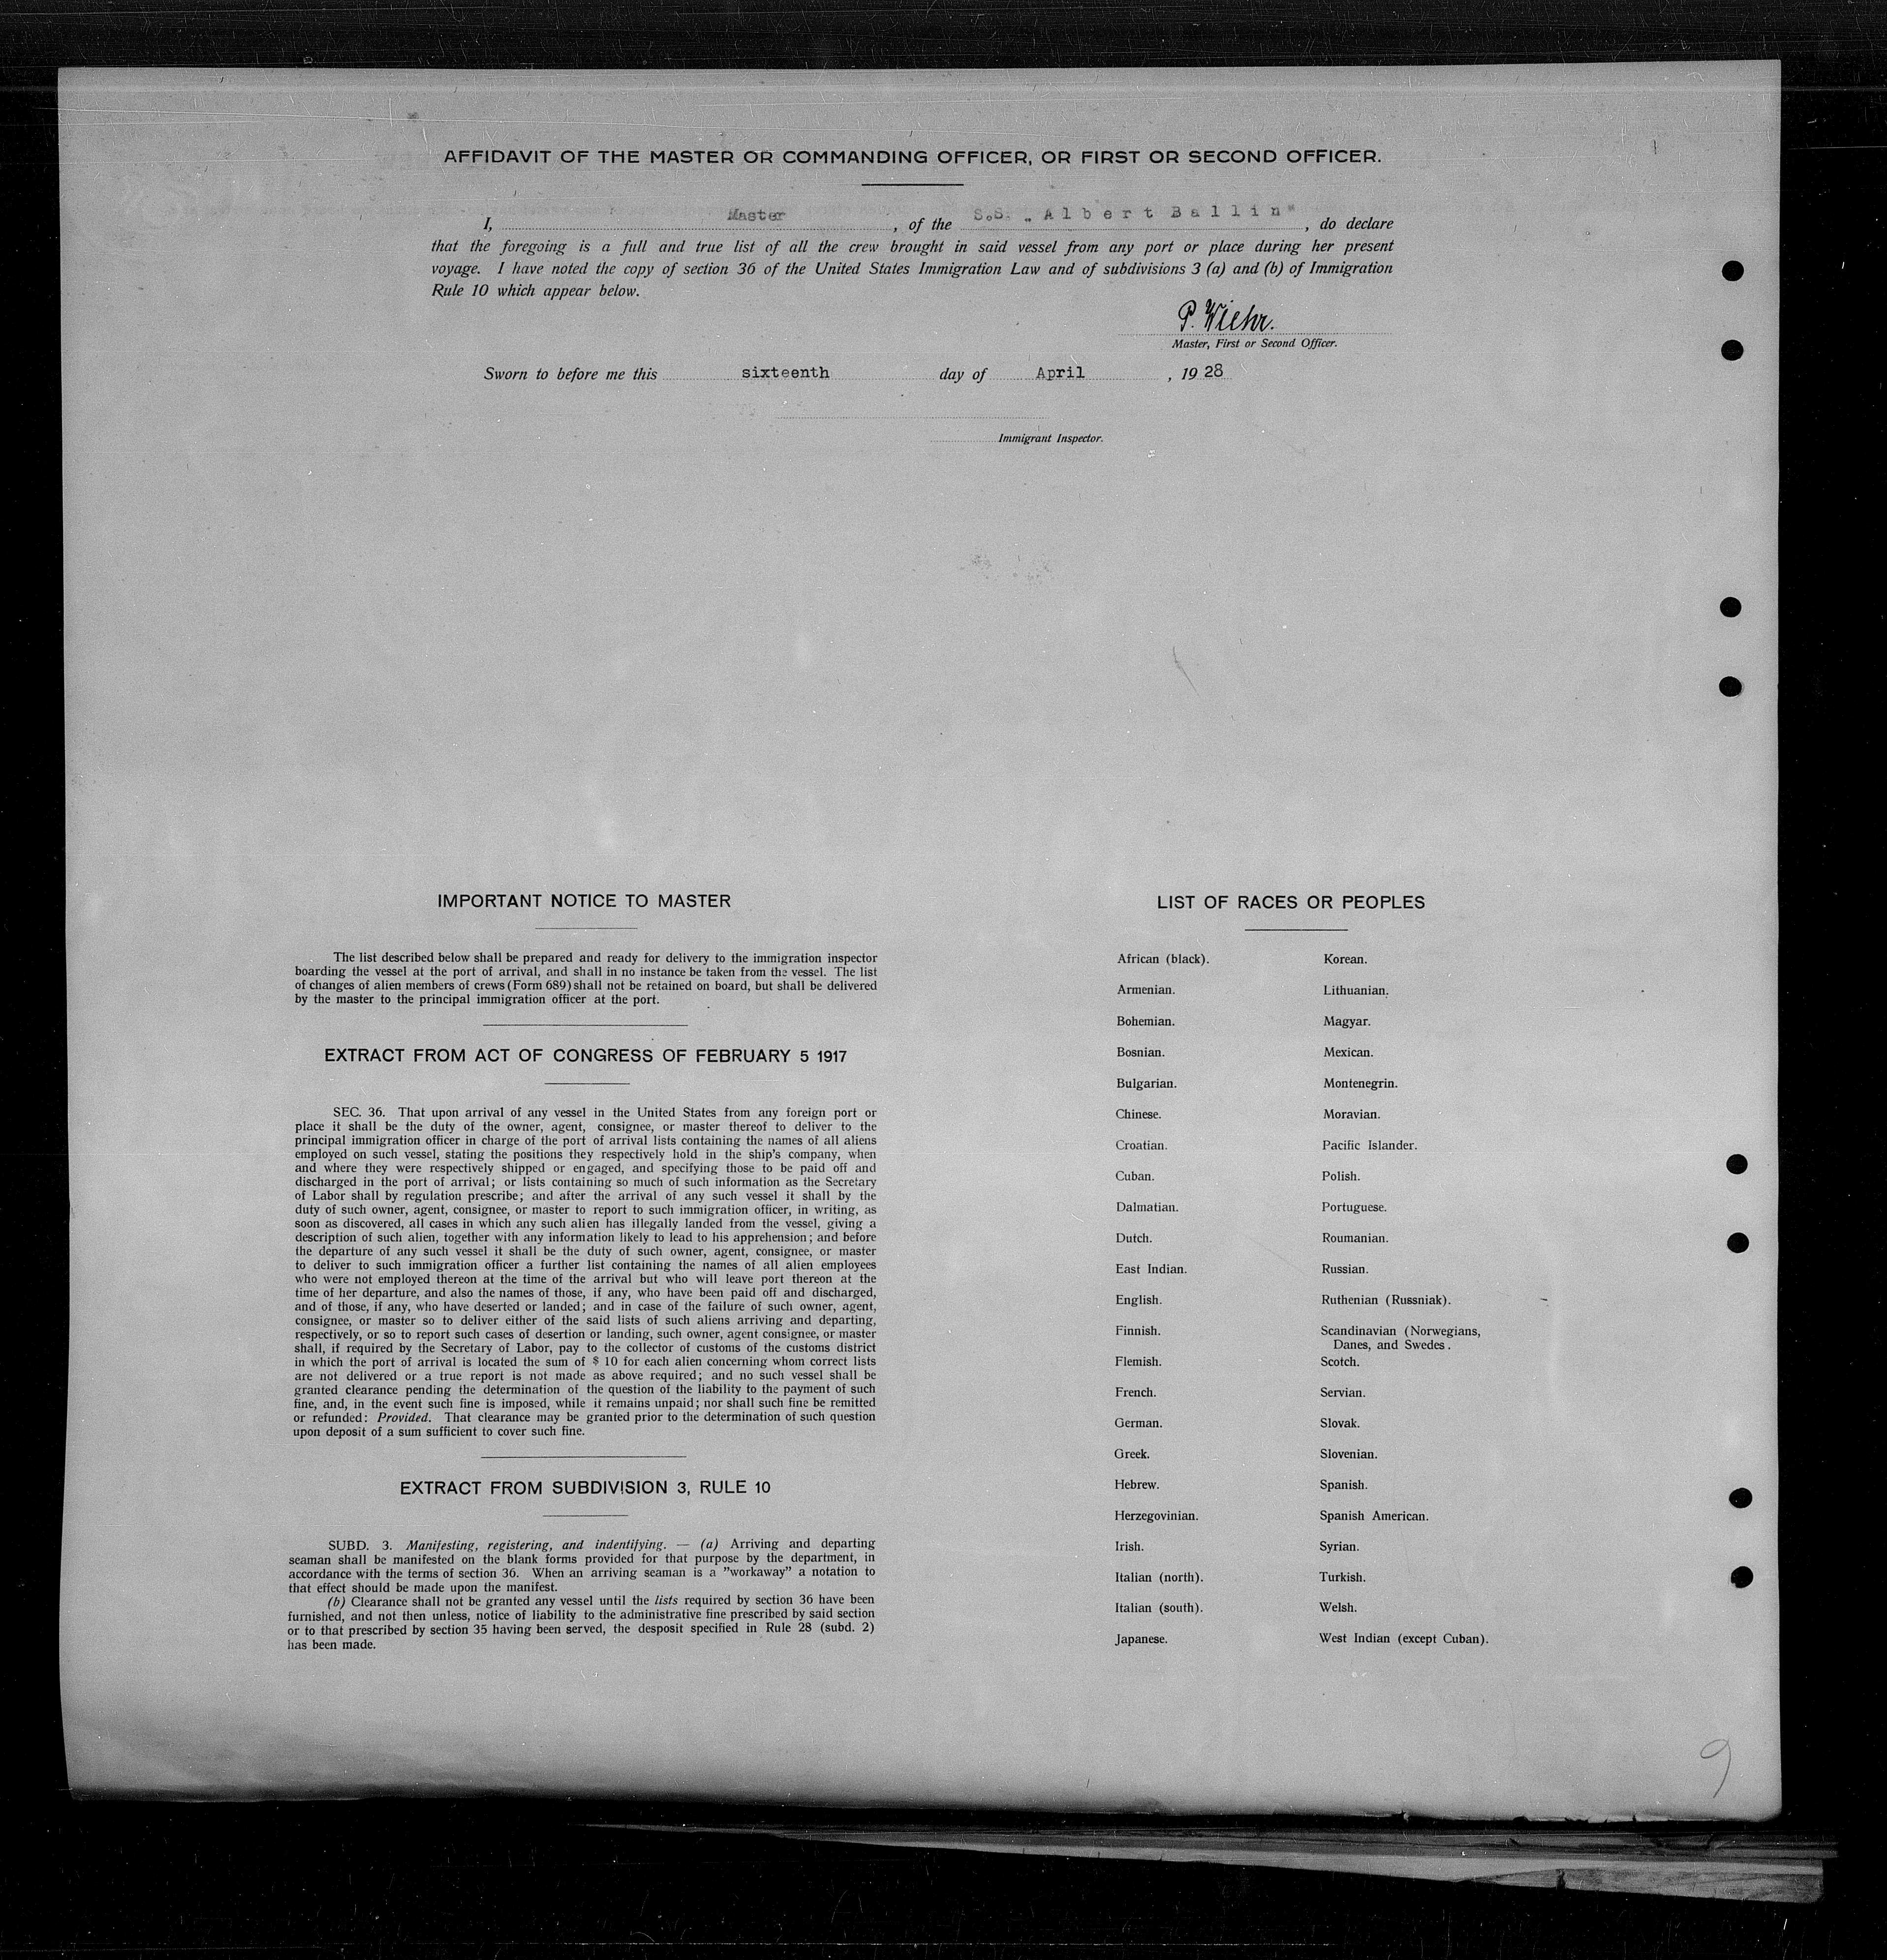 AFFIDAVIT OF THE MASTER OR COMMANDING OFFICER, OR FIRST OR SECOND OFFICER.
I, Master, of the S.S. „Albert Ballin", do declare
that the foregoing is a full and true list of all the crew brought in said vessel from any port or place during her present
voyage. I have noted the copy of section 36 of the United States Immigration Law and of subdivisions 3 (a) and (b) of Immigration
Rule 10 which appear below.
P. Wiehr.
Master, First or Second Officer.
Sworn to before me this sixteenth day of April, 1928
Immigrant Inspector.
IMPORTANT NOTICE TO MASTER
The list described below shall be prepared and ready for delivery to the immigration inspector
boarding the vessel at the port of arrival, and shall in no instance be taken from the vessel. The list
of changes of alien members of crews (Form 689) shall not be retained on board, but shall be delivered
by the master to the principal immigration officer at the port.
EXTRACT FROM ACT OF CONGRESS OF FEBRUARY 5 1917
SEC. 36. That upon arrival of any vessel in the United States from any foreign port or
place it shall be the duty of the owner, agent, consignee, or master thereof to deliver to the
principal immigration officer in charge of the port of arrival lists containing the names of all aliens
employed on such vessel, stating the positions they respectively hold in the ship's company, when
and where they were respectively shipped or engaged, and specifying those to be paid off and
discharged in the port of arrival; or lists containing so much of such information as the Secretary
of Labor shall by regulation prescribe; and after the arrival of any such vessel it shall by the
duty of such owner, agent, consignee, or master to report to such immigration officer, in writing, as
soon as discovered, all cases in which any such alien has illegally landed from the vessel, giving a
description of such alien, together with any information likely to lead to his apprehension; and before
the departure of any such vessel it shall be the duty of such owner, agent, consignee, or master
to deliver to such immigration officer a further list containing the names of all alien employees
who were not employed thereon at the time of the arrival but who will leave port thereon at the
time of her departure, and also the names of those, if any, who have been paid off and discharged,
and of those, if any, who have deserted or landed; and in case of the failure of such owner, agent,
consignee, or master so to deliver either of the said lists of such aliens arriving and departing,
respectively, or so to report such cases of desertion or landing, such owner, agent consignee, or master
shall, if required by the Secretary of Labor, pay to the collector of customs of the customs district
in which the port of arrival is located the sum of $ 10 for each alien concerning whom correct lists
are not delivered or a true report is not made as above required; and no such vessel shall be
granted clearance pending the determination of the question of the liability to the payment of such
fine, and, in the event such fine is imposed, while it remains unpaid; nor shall such fine be remitted
or refunded: Provided. That clearance may be granted prior to the determination of such question
upon deposit of a sum sufficient to cover such fine.
EXTRACT FROM SUBDIVISION 3, RULE 10
SUBD. 3. Manifesting, registering, and indentifying. — (a) Arriving and departing
seaman shall be manifested on the blank forms provided for that purpose by the department, in
accordance with the terms of section 36. When an arriving seaman is a "workaway" a notation to
that effect should be made upon the manifest.
(b) Clearance shall not be granted any vessel until the lists required by section 36 have been
furnished, and not then unless, notice of liability to the administrative fine prescribed by said section
or to that prescribed by section 35 having been served, the desposit specified in Rule 28 (subd. 2)
has been made.
LIST OF RACES OR PEOPLES
African (black).
Armenian.
Bohemian.
Bosnian.
Bulgarian.
Chinese.
Croatian.
Cuban.
Dalmatian.
Dutch.
East Indian.
English.
Finnish.
Flemish.
French.
German.
Greek.
Hebrew.
Herzegovinian.
Irish.
Italian (north).
Italian (south).
Japanese.
Korean.
Lithuanian.
Magyar.
Mexican.
Montenegrin.
Moravian.
Pacific Islander.
Polish.
Portuguese.
Roumanian.
Russian.
Ruthenian (Russniak).
Scandinavian (Norwegians,
Danes, and Swedes.
Scotch.
Servian.
Slovak.
Slovenian.
Spanish.
Spanish American.
Syrian.
Turkish.
Welsh.
West Indian (except Cuban).
9